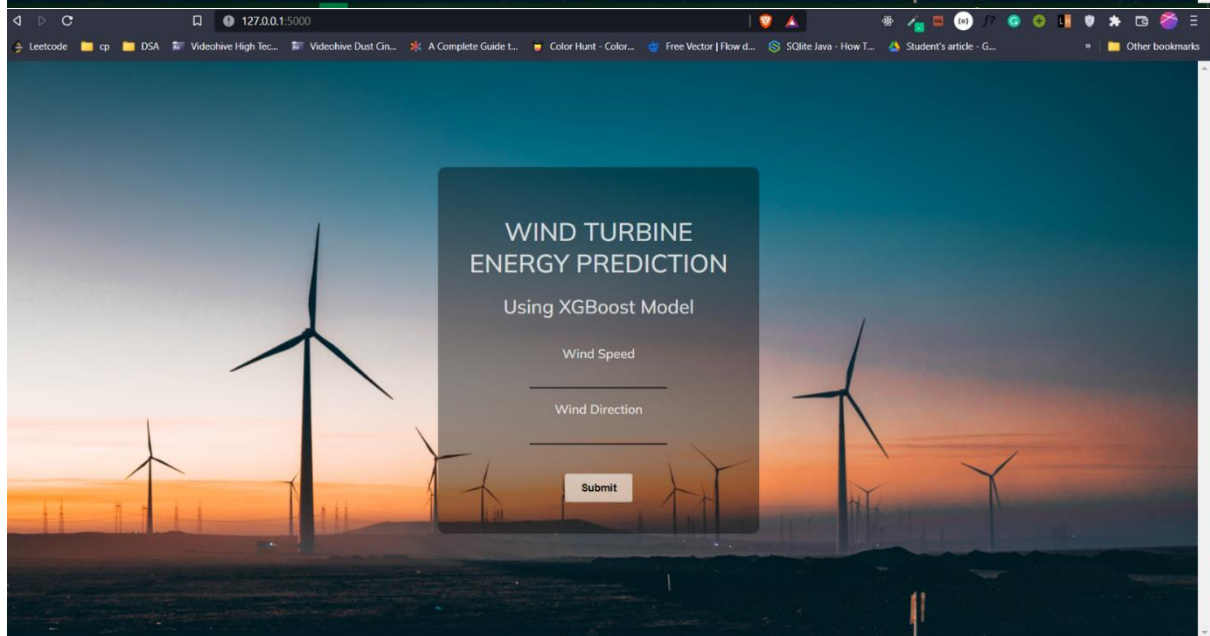 127.0.0.1:5000
Leetcode cp DSA Videohive High Tec... Videohive Dust Cin... A Complete Guide t... Color Hunt - Color... Free Vector | Flow d... SQlite Java - How T... Student's article - G... » Other bookmarks
WIND TURBINE
ENERGY PREDICTION
Using XGBoost Model
Wind Speed
Wind Direction
Submit